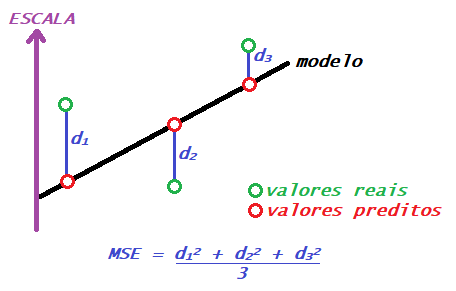 ESCALA
d₃
modelo
d₁
d₂
valores reais
valores preditos
MSE = d₁² + d₂² + d₃²
3